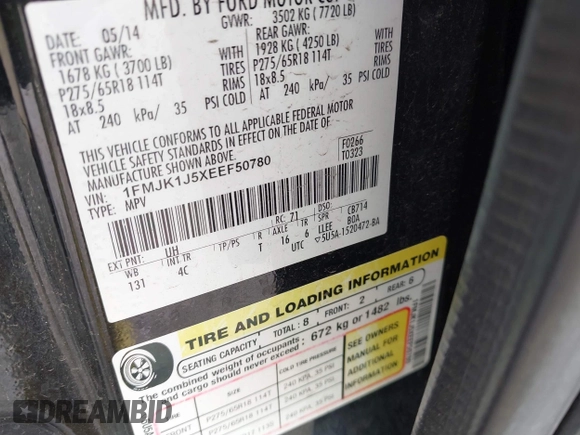 MFD. BY FORD MOTOR CO.
DATE: 05/14 GVWR: 3502 KG ( 7720 LB)
FRONT GAWR: REAR GAWR:
1678 KG ( 3700 LB) WITH 1928 KG ( 4250 LB) WITH
P275/65R18 114T TIRES P275/65R18 114T TIRES
18x8.5 RIMS 18x8.5
AT 240 kPa/ 35 PSI COLD AT 240 kPa/ 35 PSI COLD
THIS VEHICLE CONFORMS TO ALL APPLICABLE FEDERAL MOTOR
VEHICLE SAFETY STANDARDS IN EFFECT ON THE DATE OF
MANUFACTURE SHOWN ABOVE.
VIN: 1FMJK1J5XEEF50780 F0266
TYPE: MPV T0323
EXT PNT: UH RC: 71 DSO:
WB INT TR TP/PS R AXLE TR SPR CB714
131 4C T 16 6 LLEE BOA
UTC ▽5U5A-1520472-BA
TIRE AND LOADING INFORMATION
SEATING CAPACITY TOTAL: 8 FRONT: 2 REAR: 6
The combined weight of occupants
and cargo should never exceed: 672 kg or 1482 lbs.
SIZE COLD TIRE PRESSURE
FRONT P275/65R18 114T 240 KPA, 35 PSI
P275/65R18 114T 240 KPA, 35 PSI
SEE OWNERS
MANUAL FOR
ADDITIONAL
INFORMATION
DREAMBID